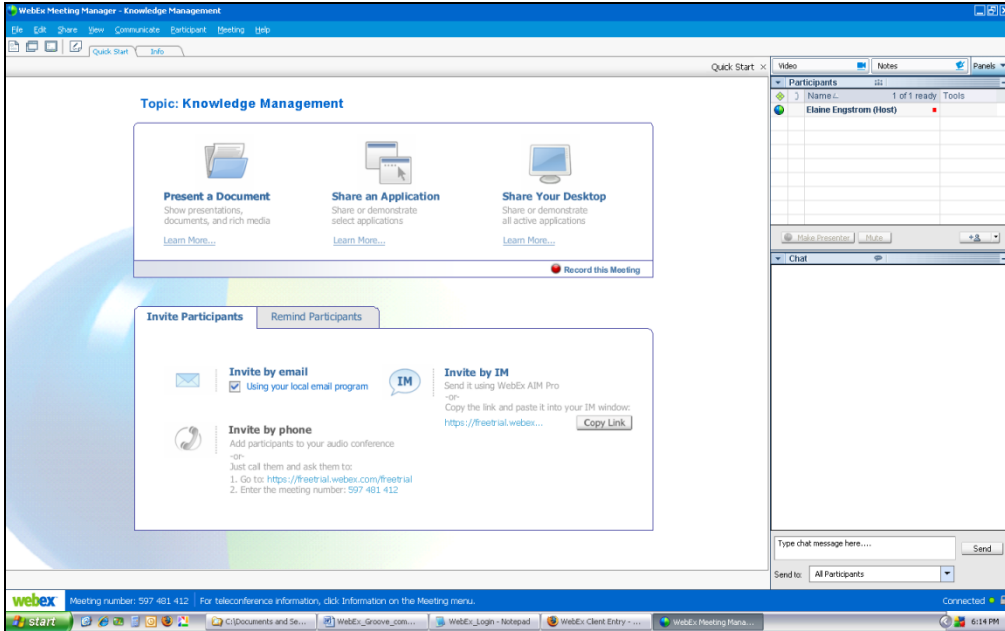 WebEx Meeting Manager - Knowledge Management
File Edit Share View Communicate Participant Meeting Help
Quick Start Info
Quick Start ×
Topic: Knowledge Management
Present a Document
Show presentations,
documents, and rich media
Learn More...
Share an Application
Share or demonstrate
select applications
Learn More...
Share Your Desktop
Share or demonstrate
all active applications
Learn More...
Record this Meeting
Invite Participants Remind Participants
Invite by email
Using your local email program
IM
Invite by IM
Send it using WebEx AIM Pro
-or-
Copy the link and paste it into your IM window:
https://freetrial.webex... Copy Link
Invite by phone
Add participants to your audio conference
-or-
Just call them and ask them to:
1. Go to: https://freetrial.webex.com/freetrial
2. Enter the meeting number: 597 481 412
Video Notes Panels
Participants
Name 1 of 1 ready Tools
Elaine Engstrom (Host)
Make Presenter Mute
Chat
Type chat message here....
Send
Send to: All Participants
webex Meeting number: 597 481 412 For teleconference information, click Information on the Meeting menu. Connected
start C:\Documents and Se... WebEx_Groove_com... WebEx_Login - Notepad WebEx Client Entry - ... WebEx Meeting Mana... 6:14 PM